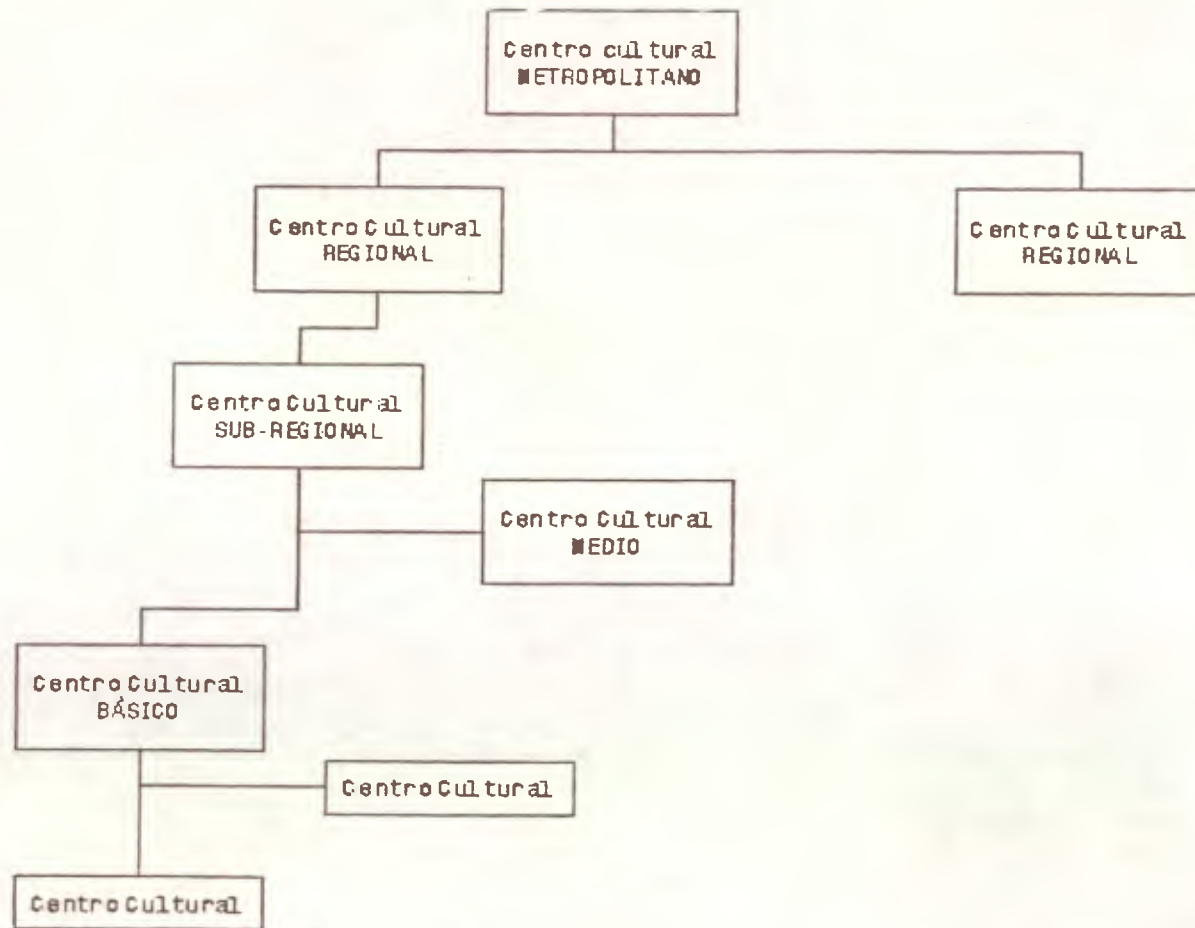 Centro cultural
METROPOLITANO
Centro Cultural
REGIONAL
Centro Cultural
REGIONAL
Centro Cultural
SUB-REGIONAL
Centro Cultural
MEDIO
Centro Cultural
BÁSICO
Centro Cultural
Centro Cultural